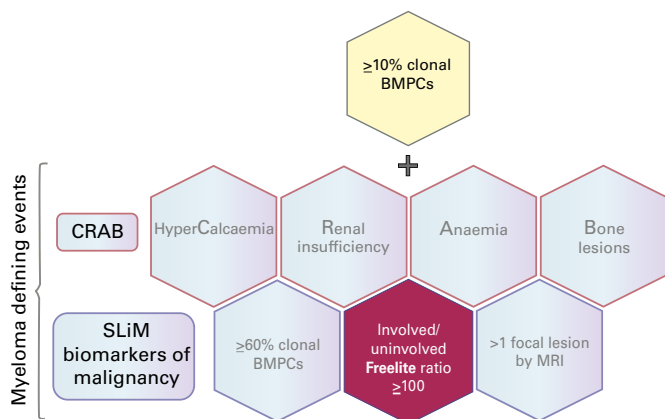 ≥10% clonal
BMPCs
+
Myeloma defining events
CRAB
HyperCalcaemia
Renal
insufficiency
Anaemia
Bone
lesions
SLiM
biomarkers of
malignancy
≥60% clonal
BMPCs
Involved/
uninvolved
Freelite ratio
≥100
>1 focal lesion
by MRI